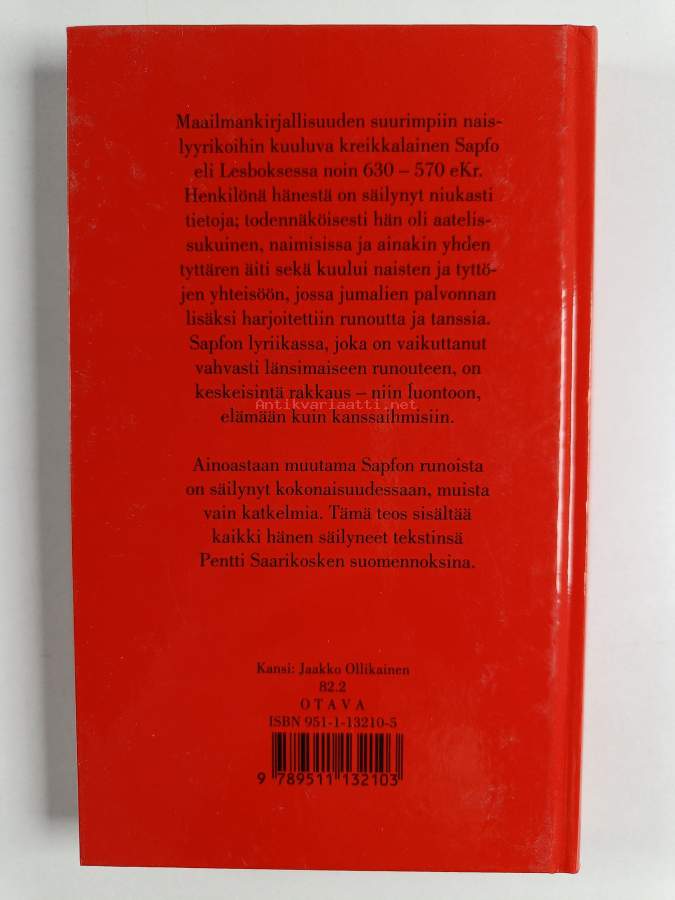 Maailmankirjallisuuden suurimpiin nais-
lyyrikoihin kuuluva kreikkalainen Sapfo
eli Lesboksessa noin 630 – 570 eKr.
Henkilönä hänestä on säilynyt niukasti
tietoja; todennäköisesti hän oli aatelis-
sukuinen, naimisissa ja ainakin yhden
tyttären äiti sekä kuului naisten ja tyttö-
jen yhteisöön, jossa jumalien palvonnan
lisäksi harjoitettiin runoutta ja tanssia.
Sapfon lyriikassa, joka on vaikuttanut
vahvasti länsimaiseen runouteen, on
keskeisintä rakkaus – niin luontoon,
Antikvariaatti.net
elämään kuin kanssaihmisiin.
Ainoastaan muutama Sapfon runoista
on säilynyt kokonaisuudessaan, muista
vain katkelmia. Tämä teos sisältää
kaikki hänen säilyneet tekstinsä
Pentti Saarikosken suomennoksina.
Kansi: Jaakko Ollikainen
82.2
OTAVA
ISBN 951-1-13210-5
9 789511 132103